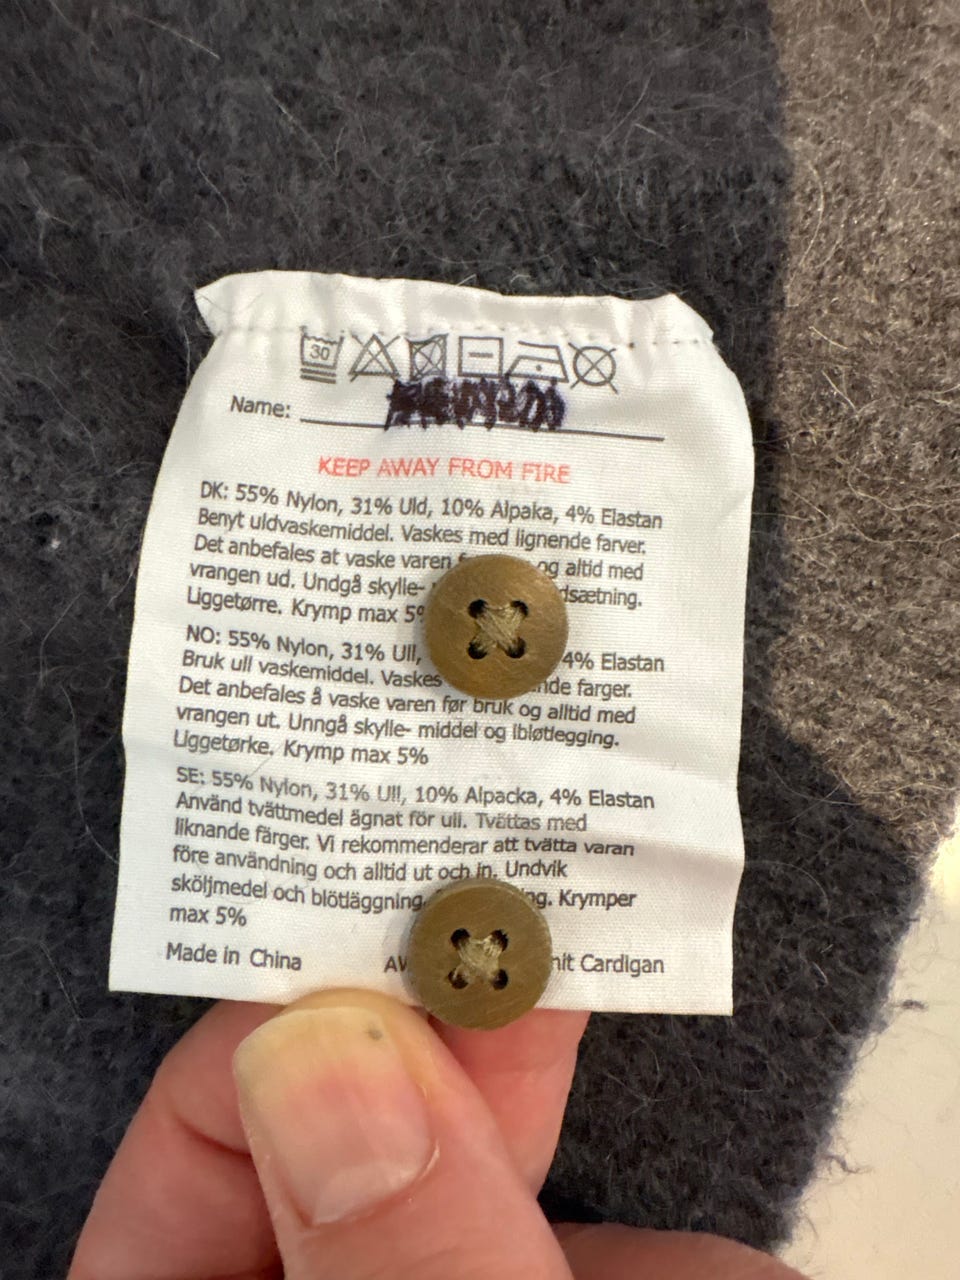 30
Name:
KEEP AWAY FROM FIRE
DK: 55% Nylon, 31% Uld, 10% Alpaka, 4% Elastan
Benyt uldvaskemiddel. Vaskes med lignende farver.
Det anbefales at vaske varen og altid med
vrangen ud. Undgå skylle-
Liggetørre. Krymp max
NO: 55% Nylon, 31% Ull, 4% Elastan
Bruk ull vaskemiddel. Vaskes farger.
Det anbefales å vaske varen før bruk og alltid med
vrangen ut. Unngå skylle- middel og ibløtlegging.
Liggetørke. Krymp max 5%
SE: 55% Nylon, 31% Ull, 10% Alpacka, 4% Elastan
Använd tvättmedel ägnat för ull. Tvättas med
liknande färger. Vi rekommenderar att tvätta varan
före användning och alltid ut och in. Undvik
sköljmedel och blötläggning. Krymper
max 5%
Made in China Cardigan